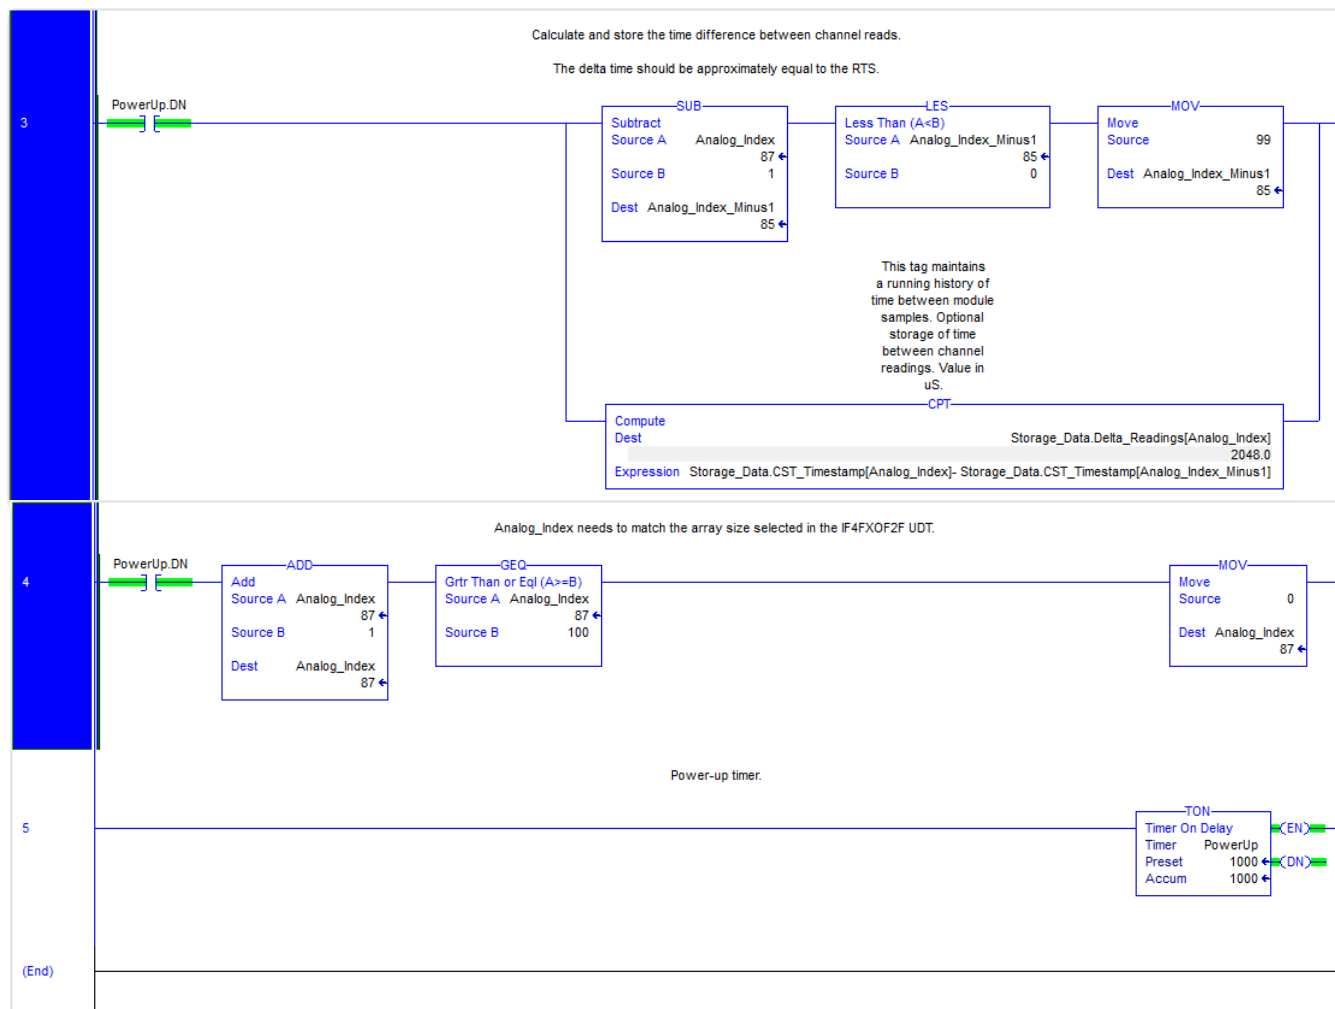 Calculate and store the time difference between channel reads.
The delta time should be approximately equal to the RTS.
3
PowerUp.DN
SUB
Subtract
Source A Analog_Index
87
Source B 1
Dest Analog_Index_Minus1
85
LES
Less Than (A<B)
Source A Analog_Index_Minus1
85
Source B 0
MOV
Move
Source 99
Dest Analog_Index_Minus1
85
This tag maintains
a running history of
time between module
samples. Optional
storage of time
between channel
readings. Value in
uS.
CPT
Compute
Dest Storage_Data.Delta_Readings[Analog_Index]
2048.0
Expression Storage_Data.CST_Timestamp[Analog_Index]- Storage_Data.CST_Timestamp[Analog_Index_Minus1]
Analog_Index needs to match the array size selected in the IF4FXOF2F UDT.
4
PowerUp.DN
ADD
Add
Source A Analog_Index
87
Source B 1
Dest Analog_Index
87
GEQ
Grtr Than or Eql (A>=B)
Source A Analog_Index
87
Source B 100
MOV
Move
Source 0
Dest Analog_Index
87
Power-up timer.
5
TON
Timer On Delay
Timer PowerUp
Preset 1000
Accum 1000
EN
DN
(End)